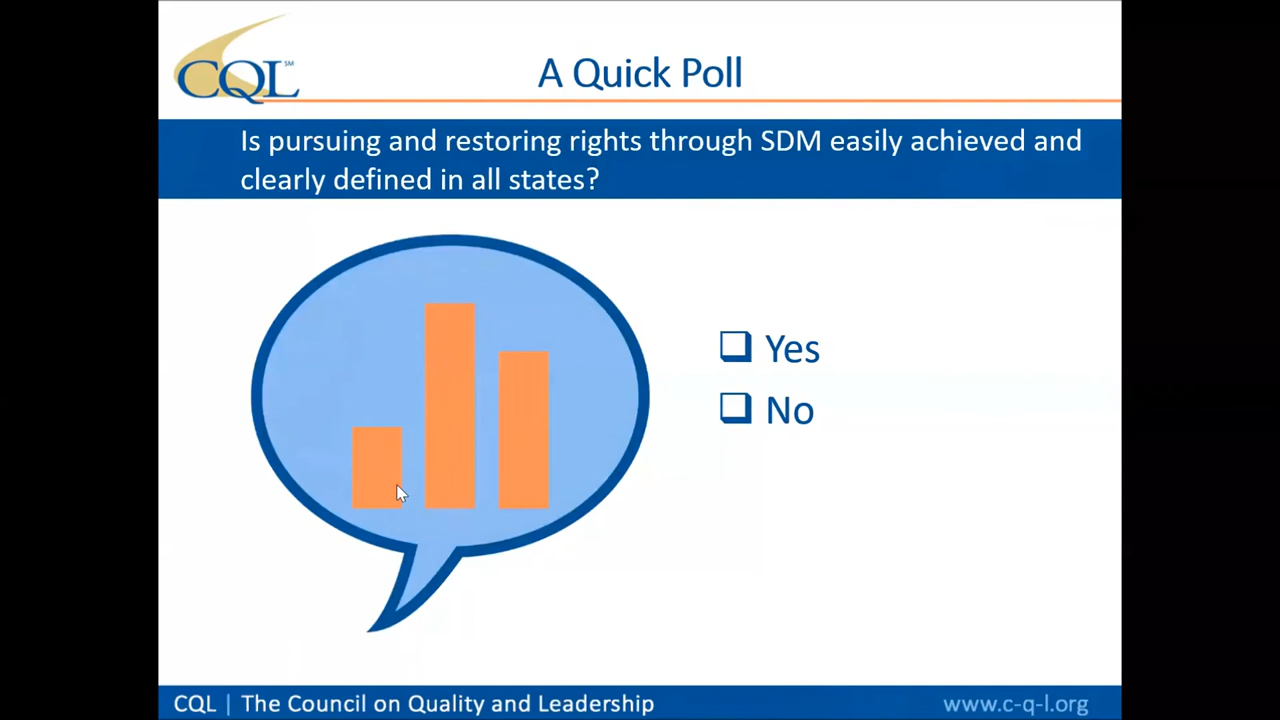 CQL SM
A Quick Poll
Is pursuing and restoring rights through SDM easily achieved and
clearly defined in all states?
Yes
No
CQL | The Council on Quality and Leadership
www.c-q-l.org